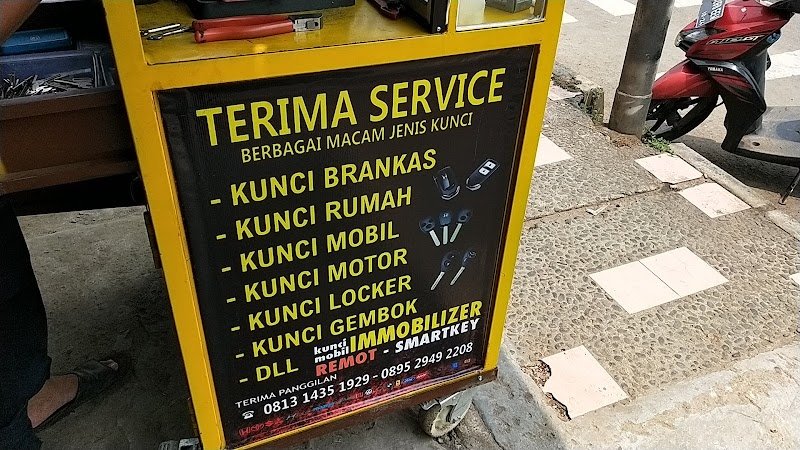 TERIMA SERVICE
BERBAGAI MACAM JENIS KUNCI
- KUNCI BRANKAS
- KUNCI RUMAH
- KUNCI MOBIL
- KUNCI MOTOR
- KUNCI LOCKER
- KUNCI GEMBOK
- DLL
kunci mobil IMMOBILIZER
REMOT - SMARTKEY
TERIMA PANGGILAN
☎ 0813 1435 1929 - 0895 2949 2208
YAMAHA